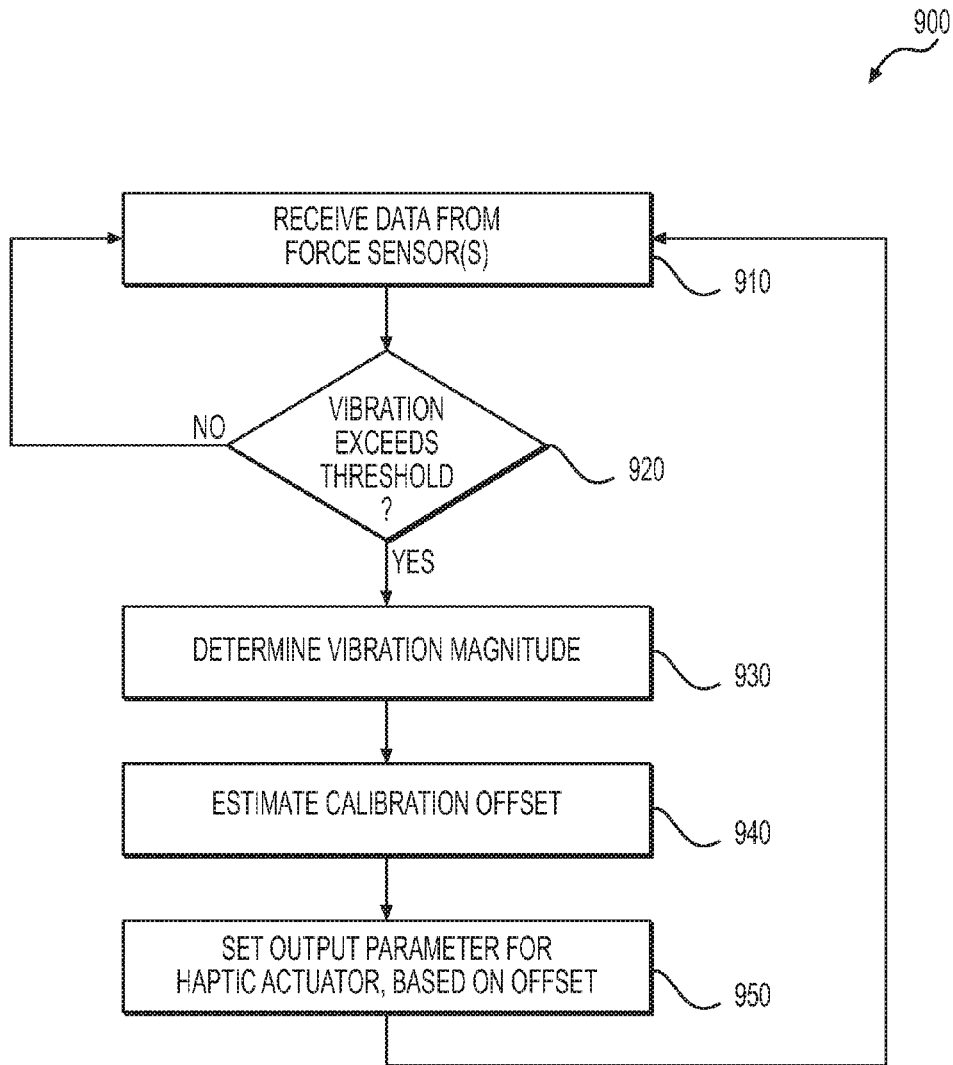 900
RECEIVE DATA FROM
FORCE SENSOR(S)
910
VIBRATION
EXCEEDS
THRESHOLD
?
NO
920
YES
DETERMINE VIBRATION MAGNITUDE
930
ESTIMATE CALIBRATION OFFSET
940
SET OUTPUT PARAMETER FOR
HAPTIC ACTUATOR, BASED ON OFFSET
950